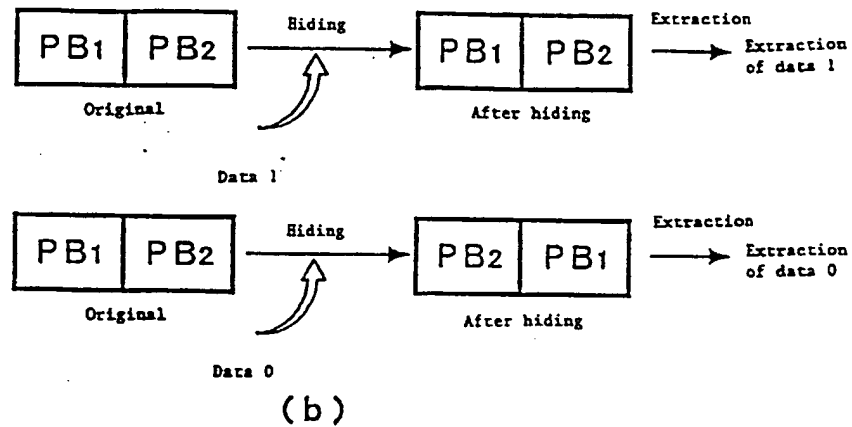 Hiding
Extraction
PB1 PB2
PB1 PB2
Extraction
of data 1
Original
After hiding
Data 1
Hiding
Extraction
PB1 PB2
PB2 PB1
Extraction
of data 0
Original
After hiding
Data 0
(b)